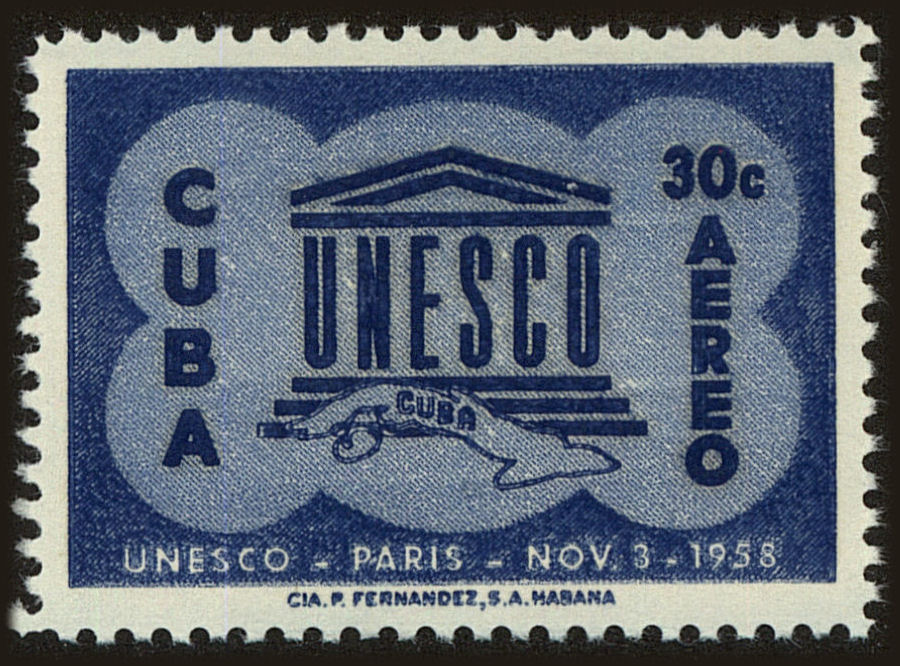 CUBA
30c
AEREO
UNESCO
CUBA
UNESCO - PARIS - NOV. 3 - 1958
CIA. P. FERNANDEZ, S.A. HABANA